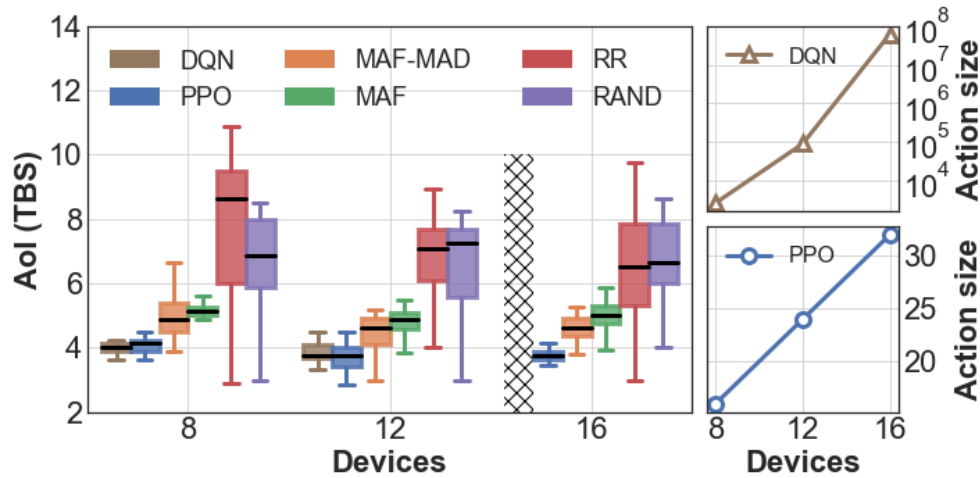 14
12
10
8
6
4
2
AoI (TBS)
DQN MAF-MAD RR
PPO MAF RAND
8 12 16
Devices
DQN
10^8
10^7
10^6
10^5
10^4
Action size
PPO
30
25
20
Action size
8 12 16
Devices